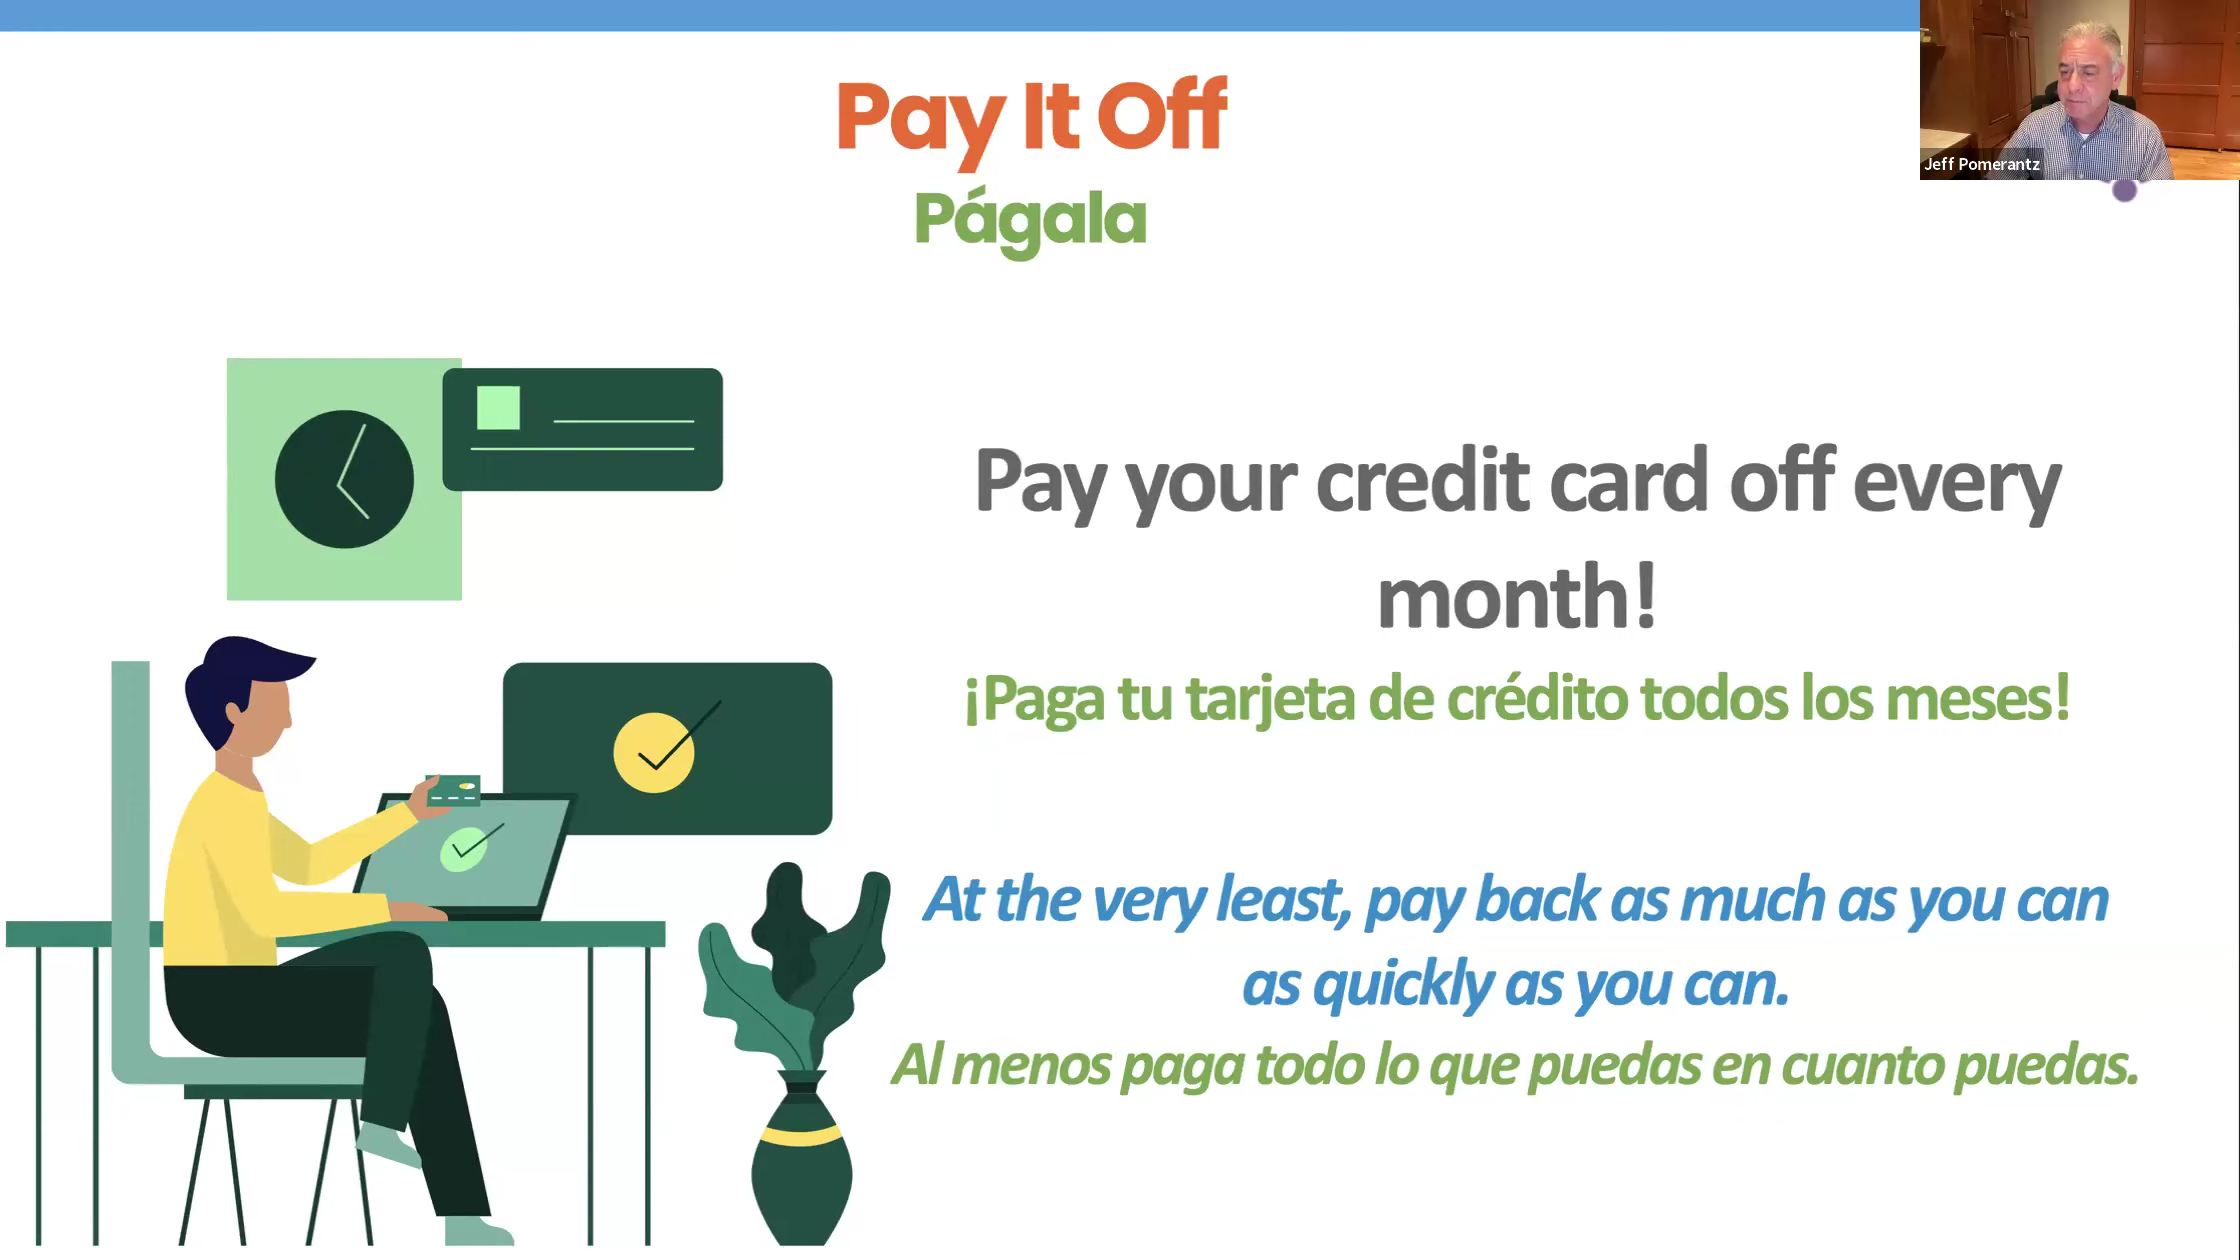 Pay It Off
Págala
Jeff Pomerantz
Pay your credit card off every
month!
¡Paga tu tarjeta de crédito todos los meses!
At the very least, pay back as much as you can
as quickly as you can.
Al menos paga todo lo que puedas en cuanto puedas.